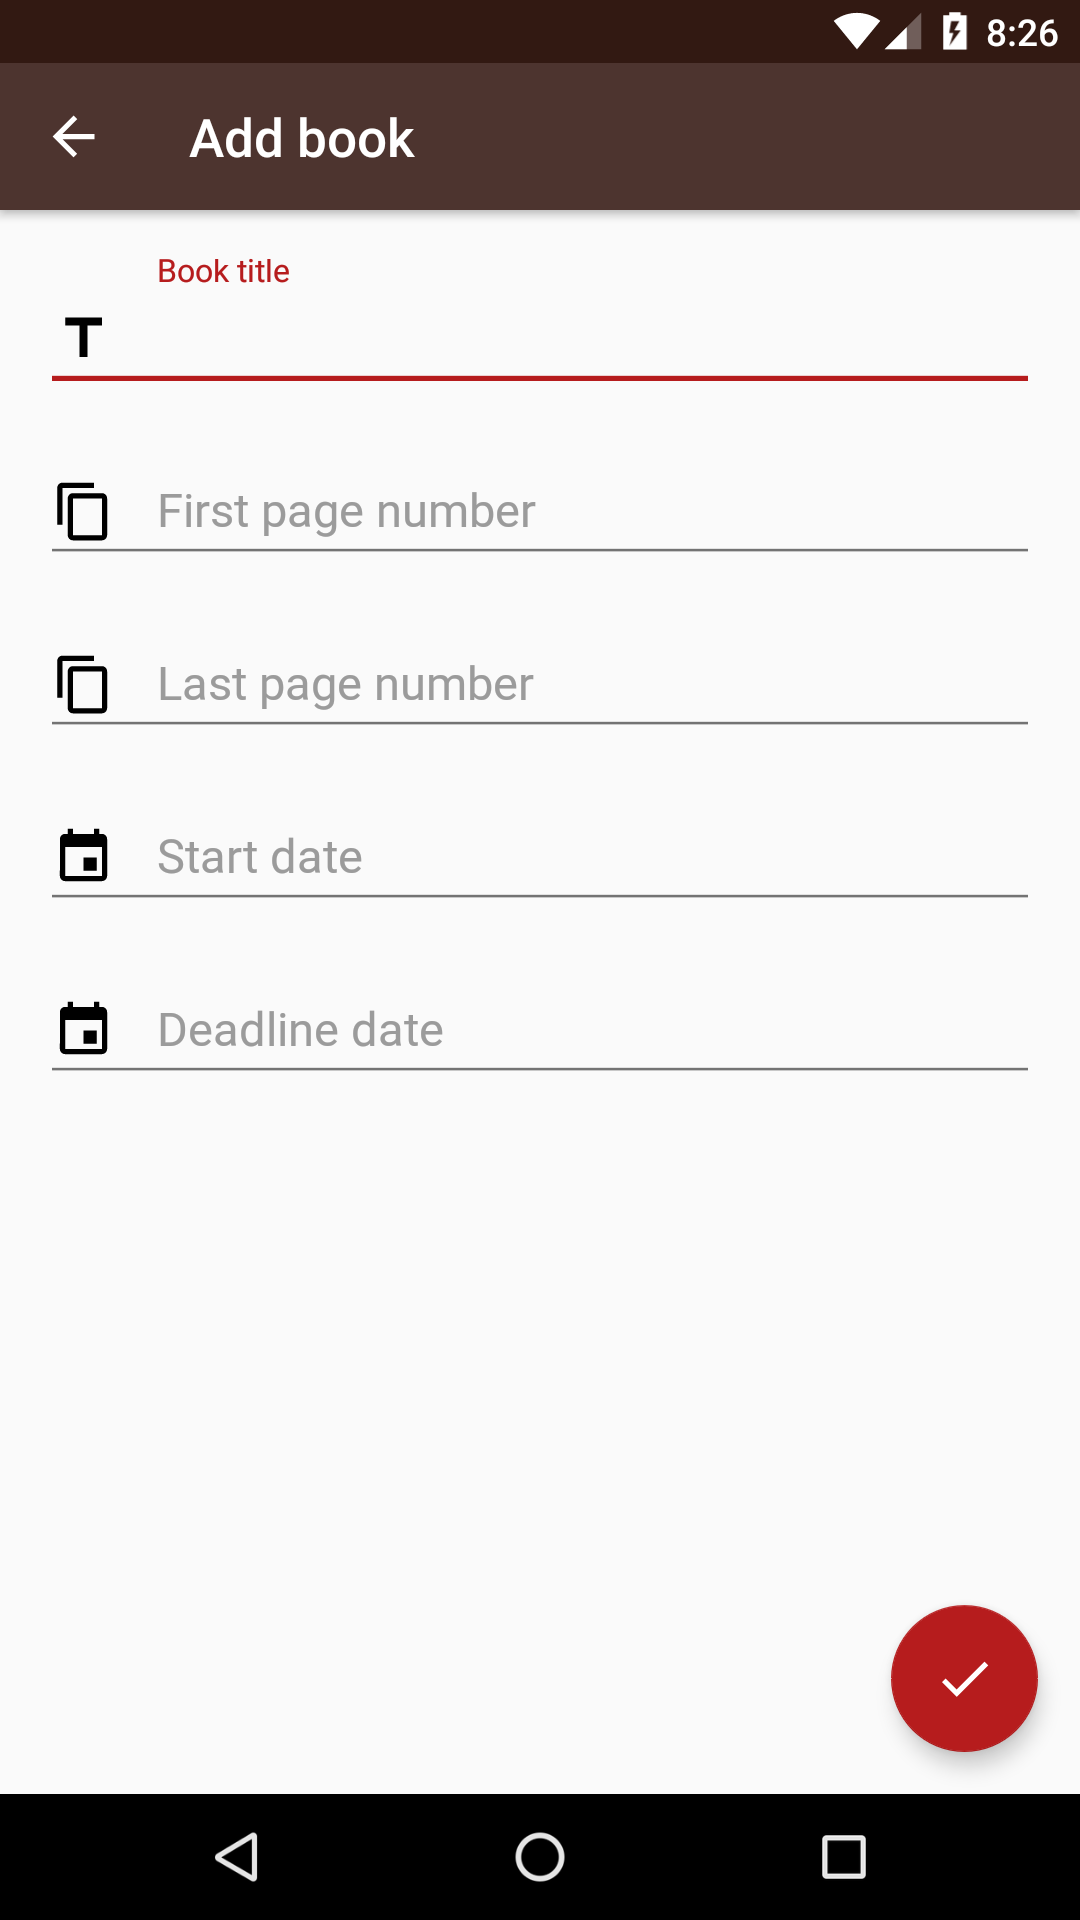 8:26
Add book
Book title
First page number
Last page number
Start date
Deadline date